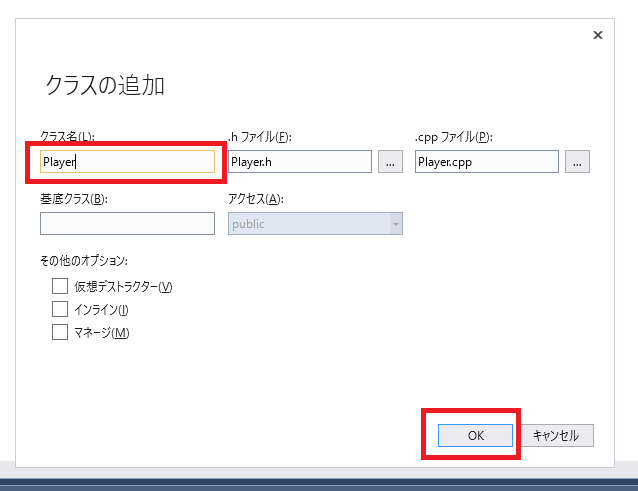 クラスの追加
クラス名(L): .h ファイル(F): .cpp ファイル(P):
Player Player.h ... Player.cpp ...
基底クラス(B): アクセス(A):
public
その他のオプション:
仮想デストラクター(V)
インライン(I)
マネージ(M)
OK キャンセル